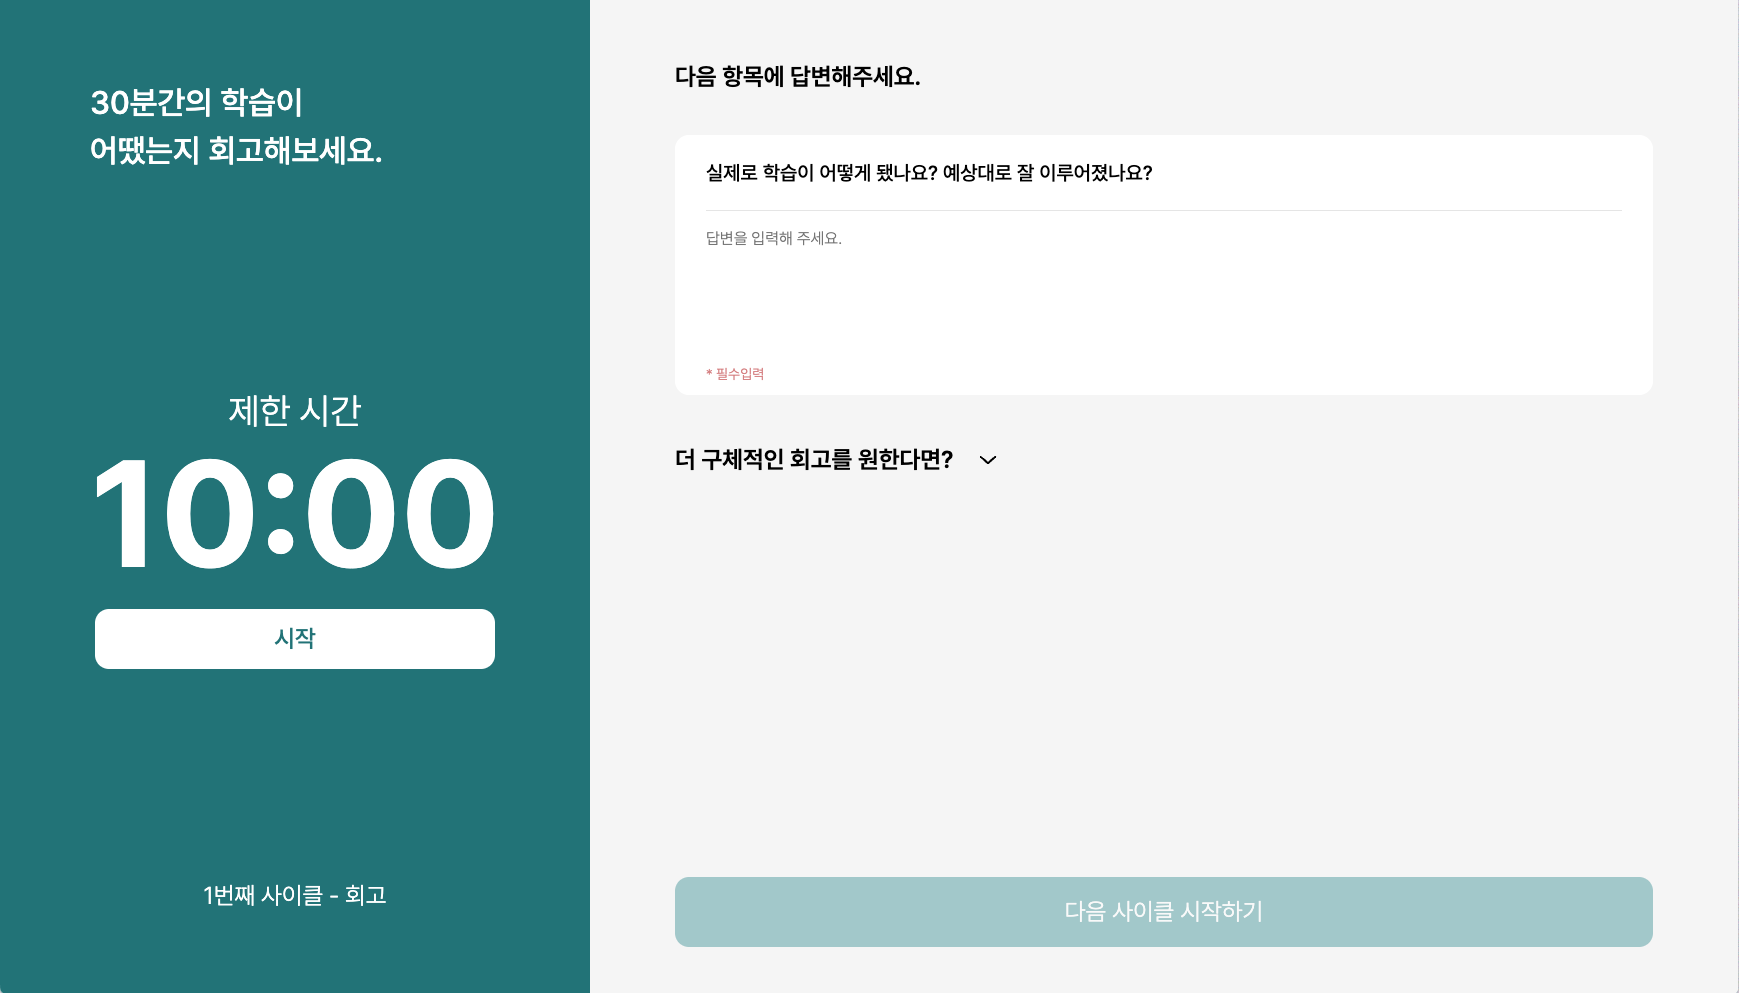 30분간의 학습이
어땠는지 회고해보세요.
제한 시간
10:00
시작
1번째 사이클 - 회고
다음 항목에 답변해주세요.
실제로 학습이 어떻게 됐나요? 예상대로 잘 이루어졌나요?
답변을 입력해 주세요.
* 필수입력
더 구체적인 회고를 원한다면?
다음 사이클 시작하기